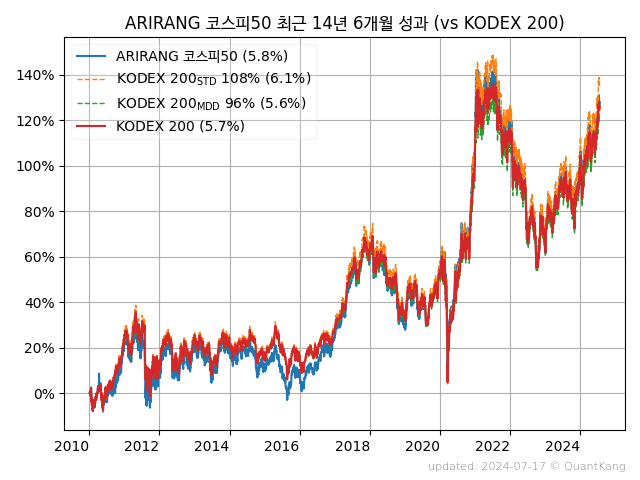 ARIRANG 코스피50 최근 14년 6개월 성과 (vs KODEX 200)
ARIRANG 코스피50 (5.8%)
KODEX 200STD 108% (6.1%)
KODEX 200MDD 96% (5.6%)
KODEX 200 (5.7%)
140%
120%
100%
80%
60%
40%
20%
0%
2010 2012 2014 2016 2018 2020 2022 2024
updated: 2024-07-17 © QuantKang